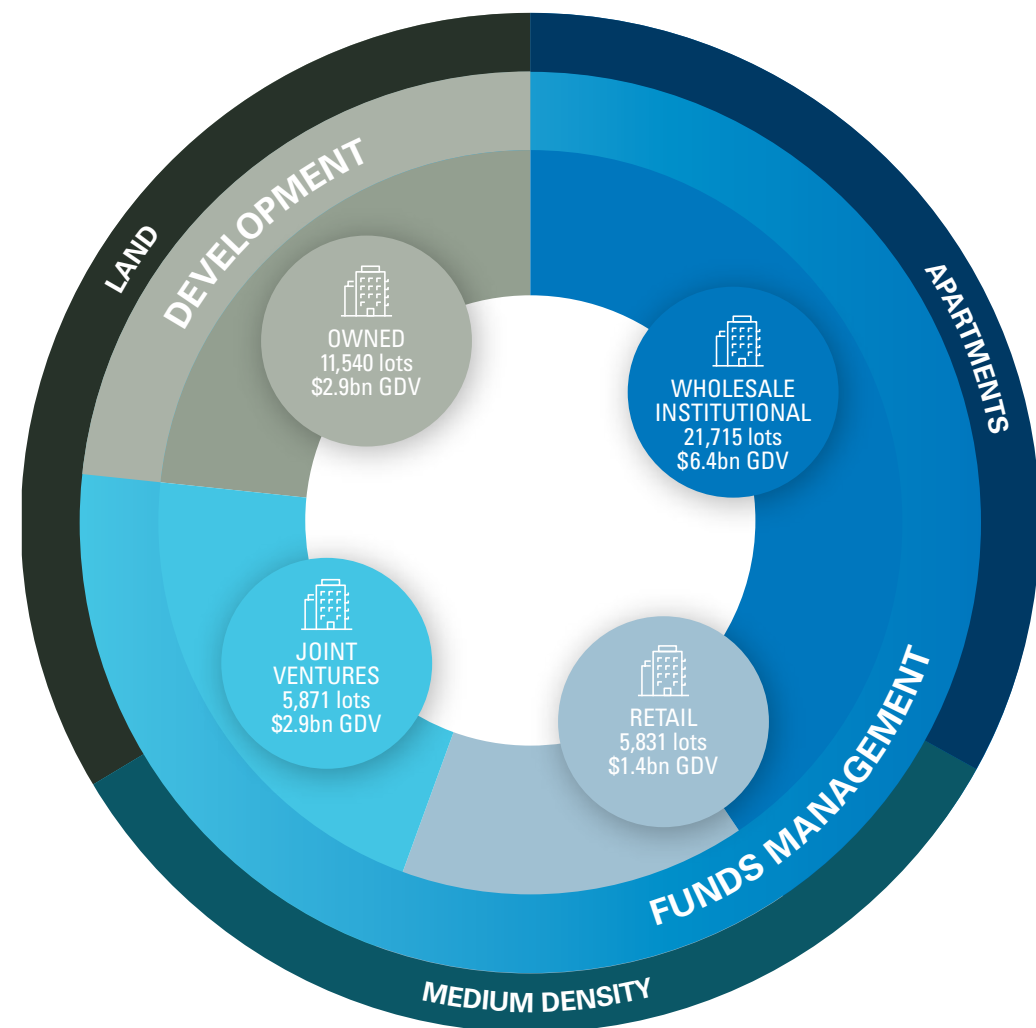 LAND
DEVELOPMENT
APARTMENTS
OWNED
11,540 lots
$2.9bn GDV
WHOLESALE
INSTITUTIONAL
21,715 lots
$6.4bn GDV
JOINT
VENTURES
5,871 lots
$2.9bn GDV
RETAIL
5,831 lots
$1.4bn GDV
FUNDS MANAGEMENT
MEDIUM DENSITY